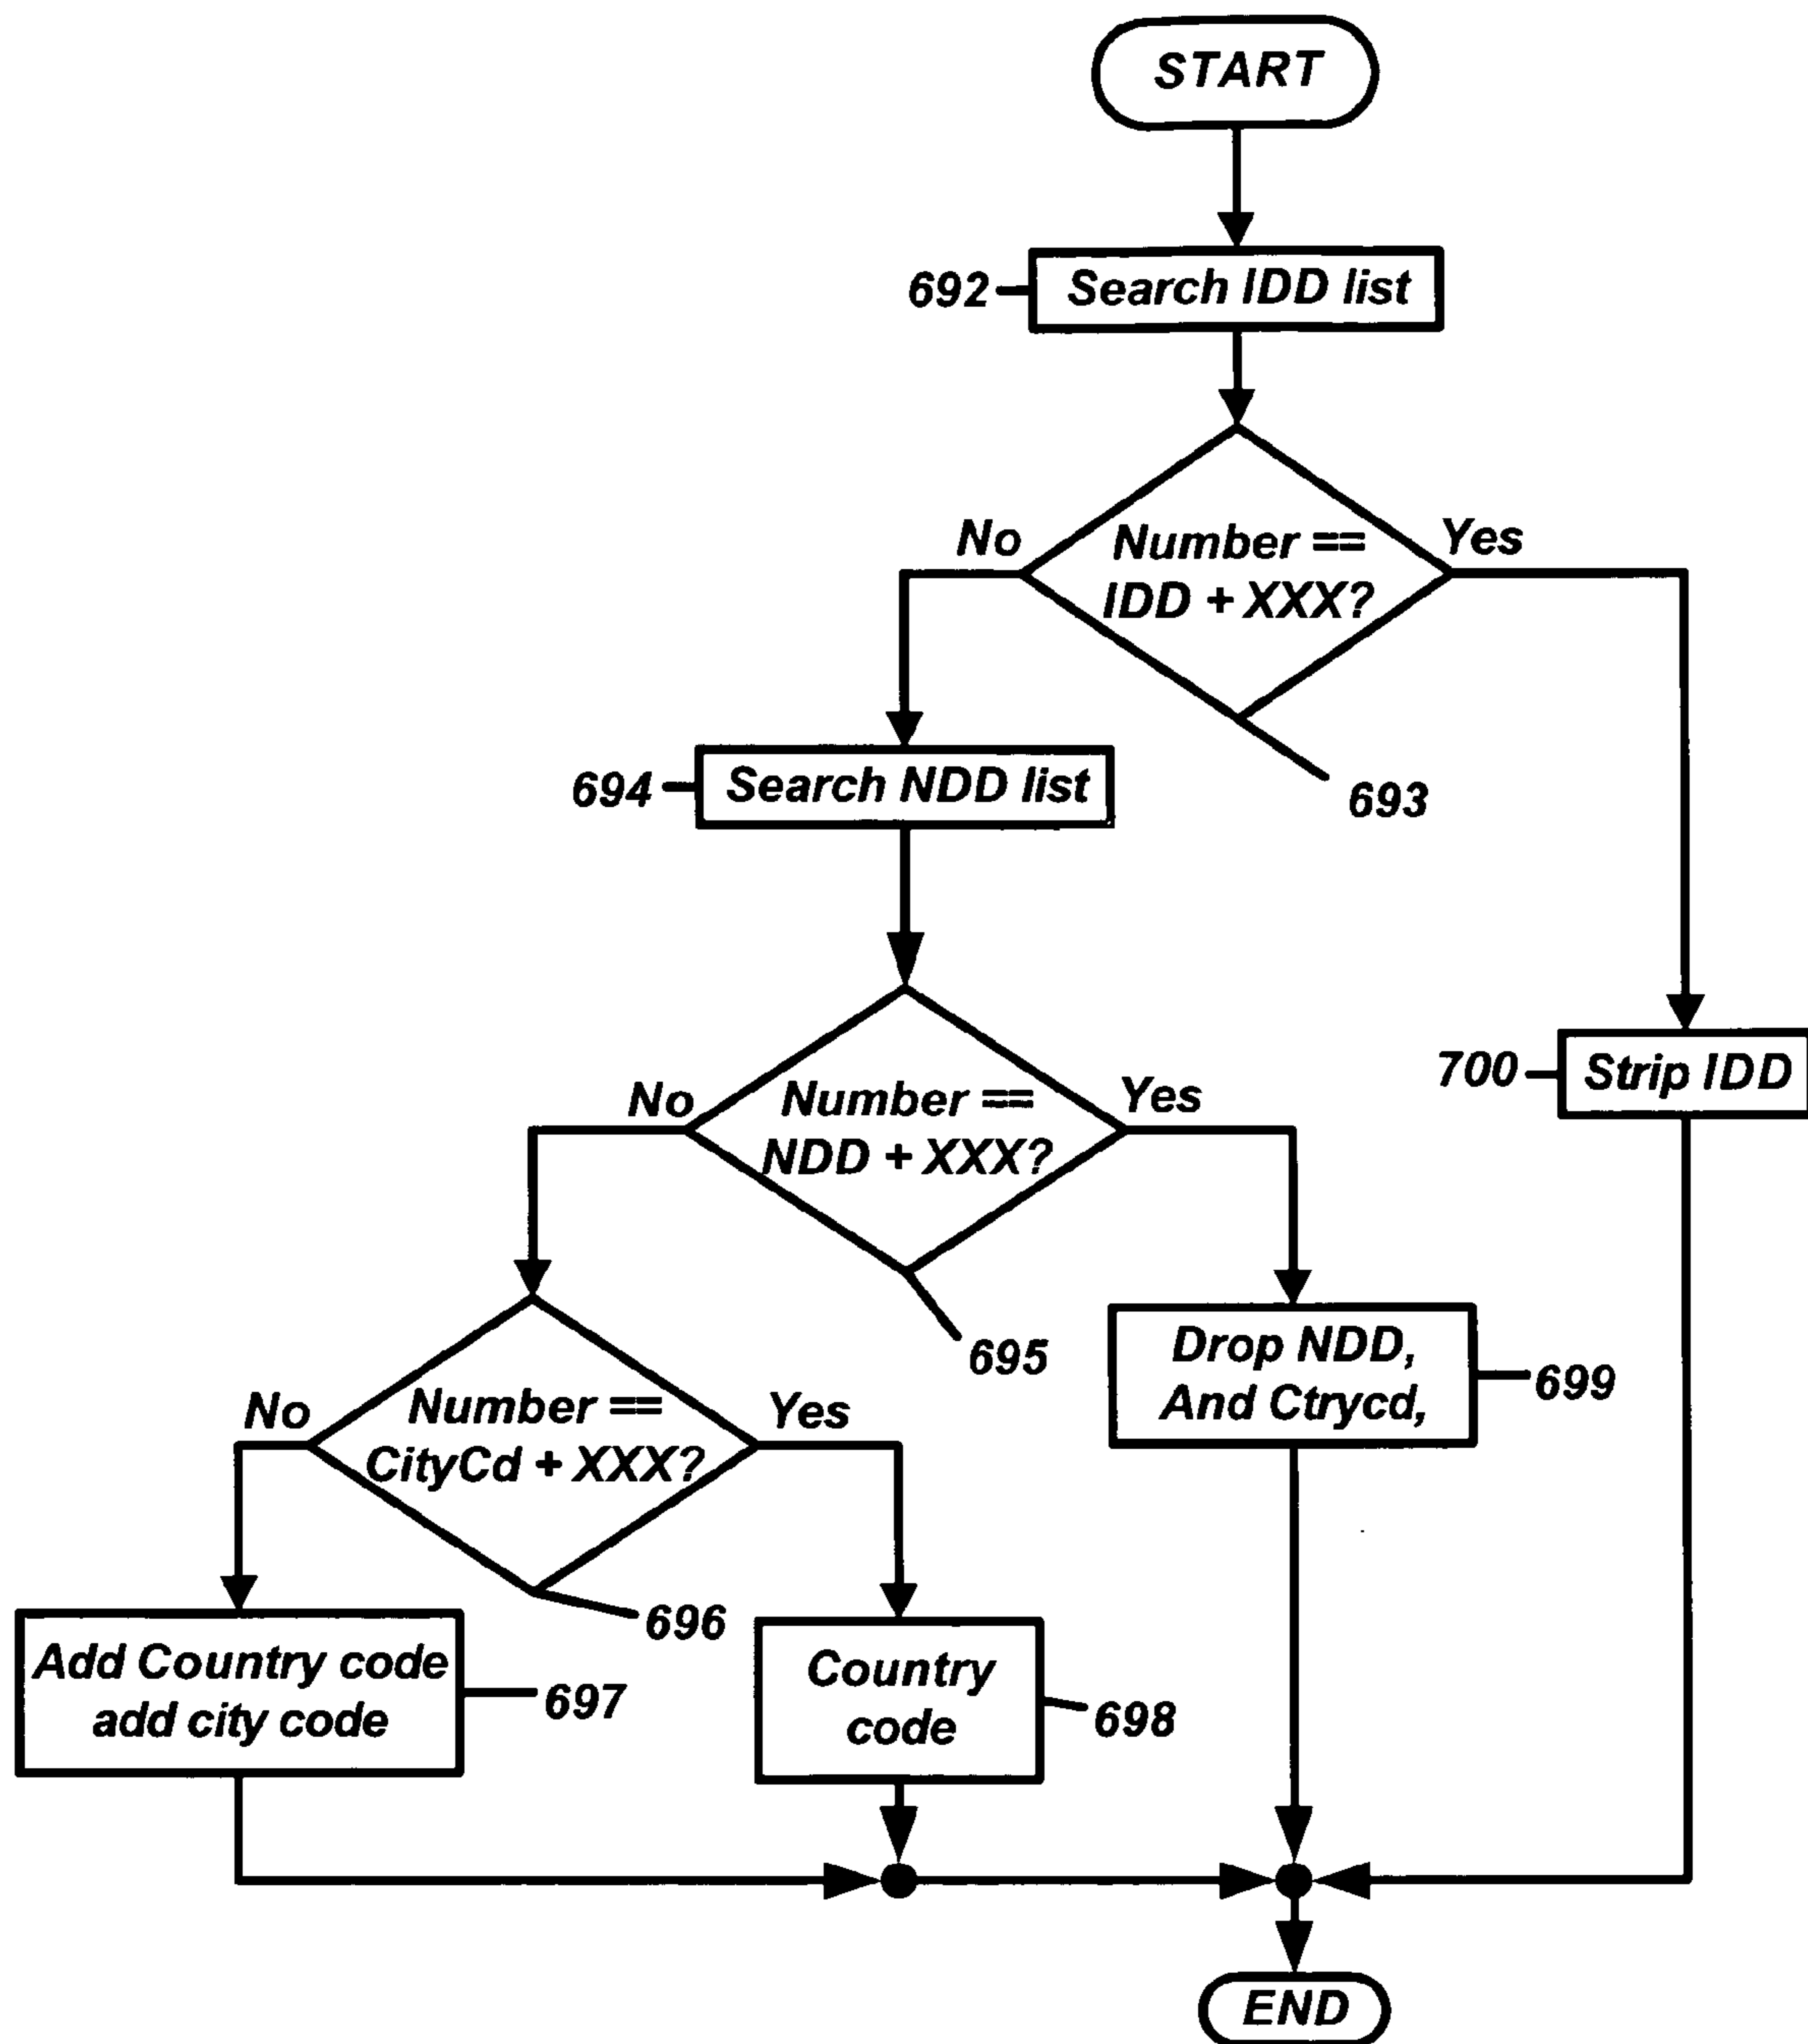 START
692
Search IDD list
No
Number ==
IDD + XXX?
Yes
693
694
Search NDD list
No
Number ==
NDD + XXX?
Yes
695
700
Strip IDD
No
Number ==
CityCd + XXX?
Yes
696
Drop NDD,
And Ctrycd,
699
Add Country code
add city code
697
Country
code
698
END